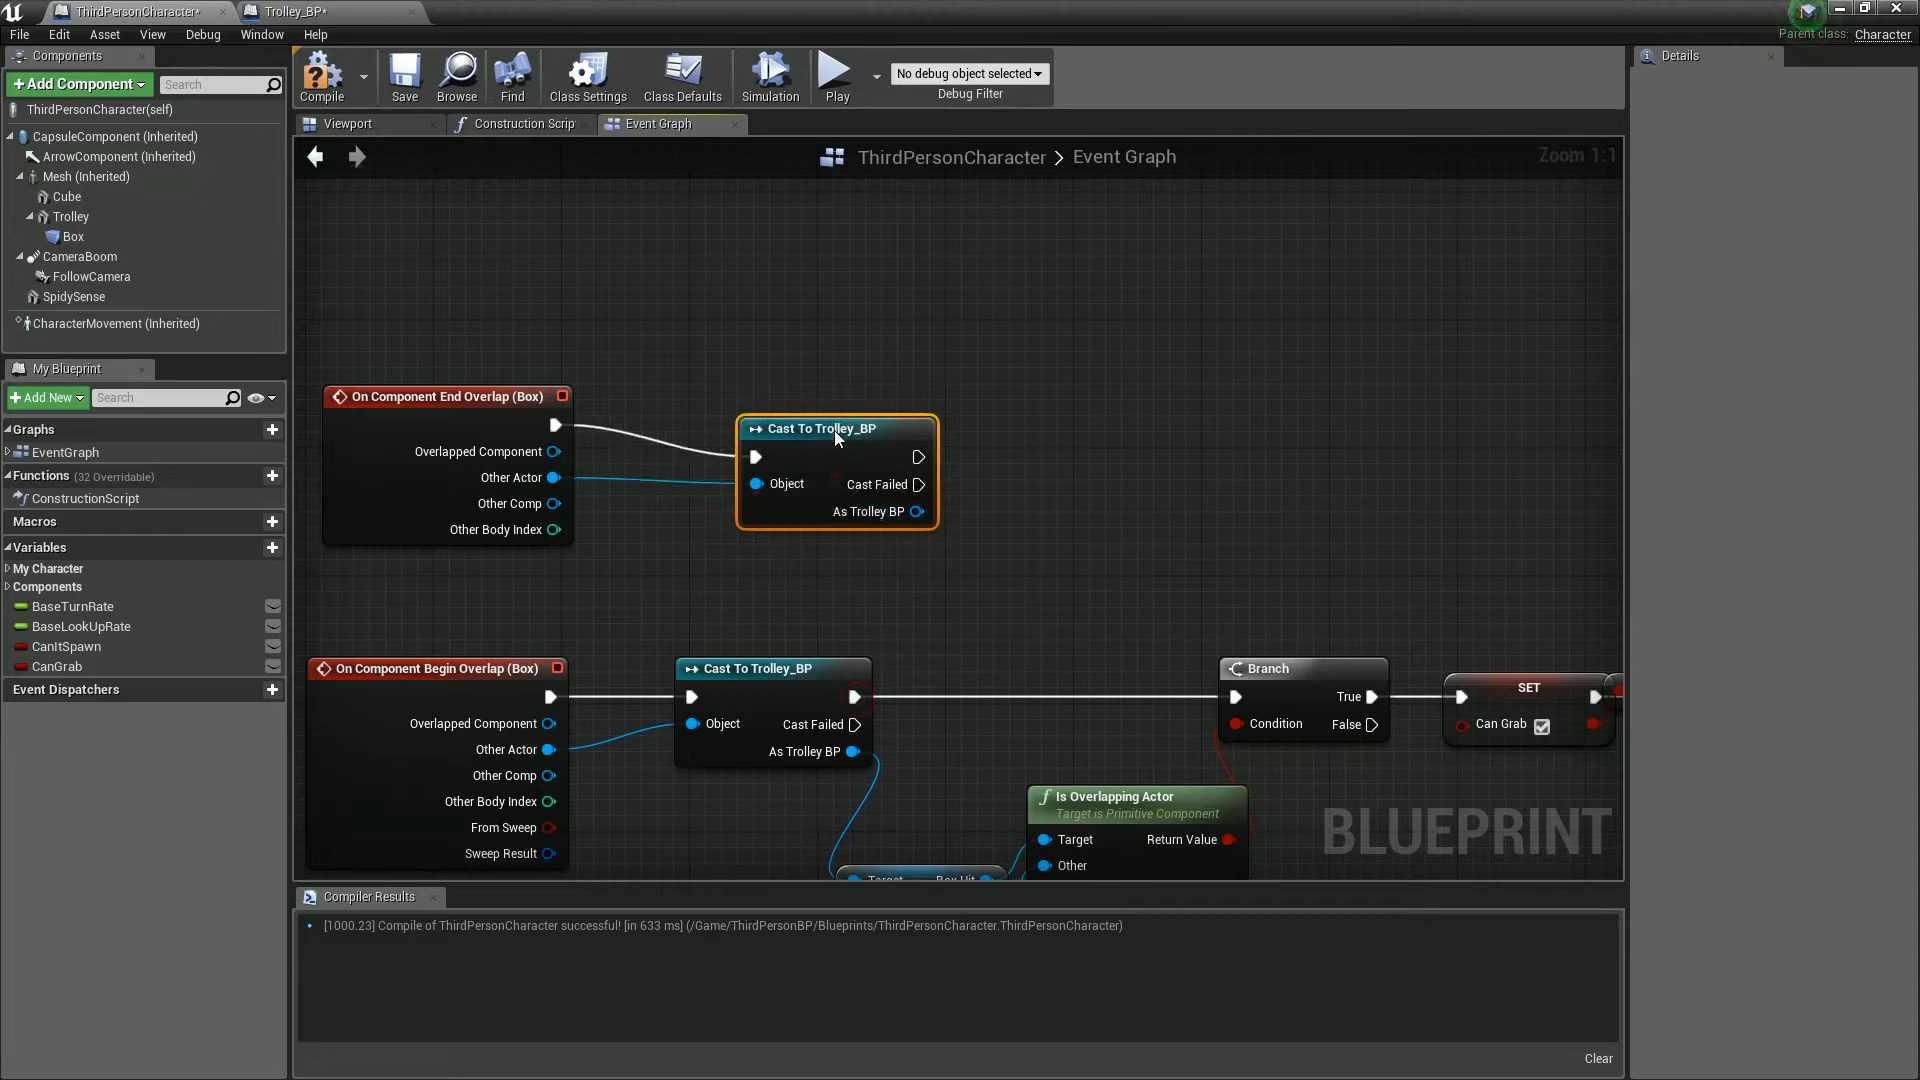 ThirdPersonCharacter*
Trolley_BP*
File Edit Asset View Debug Window Help
Parent class: Character
Components
+Add Component
Search
ThirdPersonCharacter(self)
CapsuleComponent (Inherited)
ArrowComponent (Inherited)
Mesh (Inherited)
Cube
Trolley
Box
CameraBoom
FollowCamera
SpidySense
CharacterMovement (Inherited)
My Blueprint
+Add New
Search
Graphs
EventGraph
Functions (32 Overridable)
ConstructionScript
Macros
Variables
My Character
Components
BaseTurnRate
BaseLookUpRate
CanItSpawn
CanGrab
Event Dispatchers
Compile
Save
Browse
Find
Class Settings
Class Defaults
Simulation
Play
No debug object selected
Debug Filter
Viewport
Construction Scrip
Event Graph
ThirdPersonCharacter > Event Graph
Zoom 1:1
On Component End Overlap (Box)
Overlapped Component
Other Actor
Other Comp
Other Body Index
Cast To Trolley_BP
Object
Cast Failed
As Trolley BP
On Component Begin Overlap (Box)
Overlapped Component
Other Actor
Other Comp
Other Body Index
From Sweep
Sweep Result
Cast To Trolley_BP
Object
Cast Failed
As Trolley BP
Branch
True
Condition
False
SET
Can Grab
Is Overlapping Actor
Target is Primitive Component
Target
Return Value
Other
Target
Box Hit
BLUEPRINT
Compiler Results
[1000.23] Compile of ThirdPersonCharacter successful! [in 633 ms] (/Game/ThirdPersonBP/Blueprints/ThirdPersonCharacter.ThirdPersonCharacter)
Clear
Details